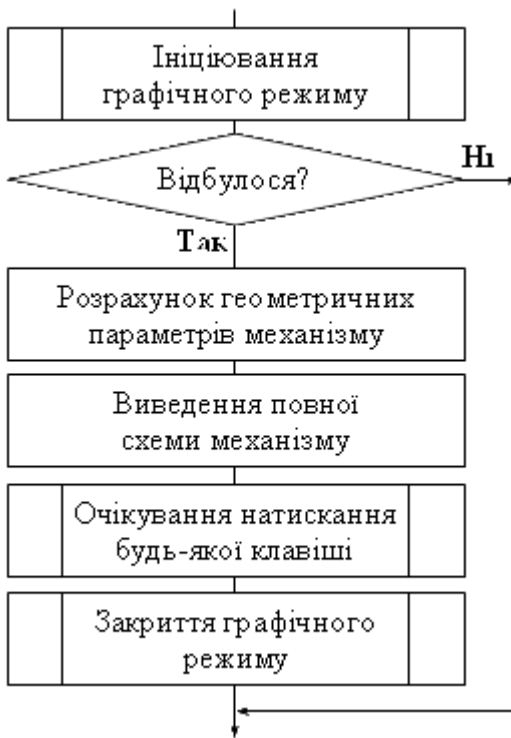 Ініціювання
графічного режиму
Відбулося?
Ні
Так
Розрахунок геометричних
параметрів механізму
Виведення повної
схеми механізму
Очікування натискання
будь-якої клавіші
Закриття графічного
режиму